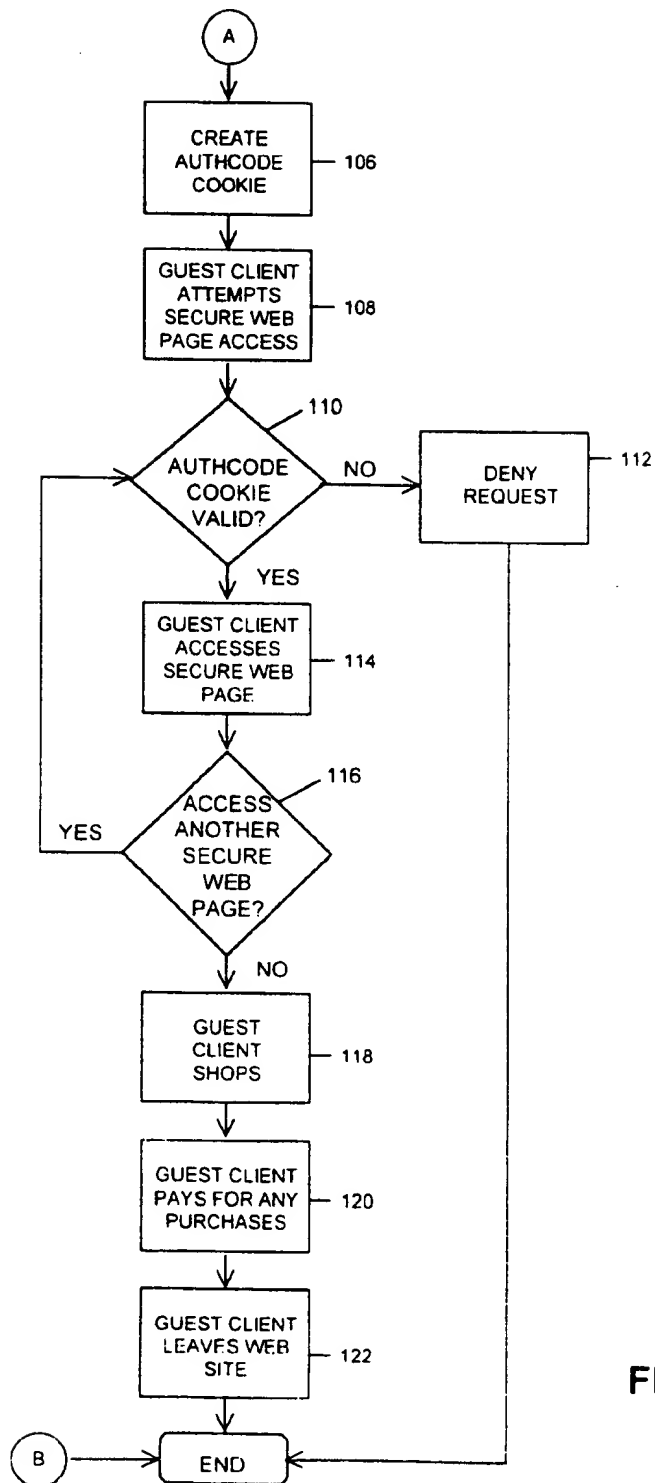 A
CREATE
AUTHCODE
COOKIE
106
GUEST CLIENT
ATTEMPTS
SECURE WEB
PAGE ACCESS
108
110
AUTHCODE
COOKIE
VALID?
NO
DENY
REQUEST
112
YES
GUEST CLIENT
ACCESSES
SECURE WEB
PAGE
114
116
ACCESS
ANOTHER
SECURE
WEB
PAGE?
YES
NO
GUEST
CLIENT
SHOPS
118
GUEST CLIENT
PAYS FOR ANY
PURCHASES
120
GUEST CLIENT
LEAVES WEB
SITE
122
B
END